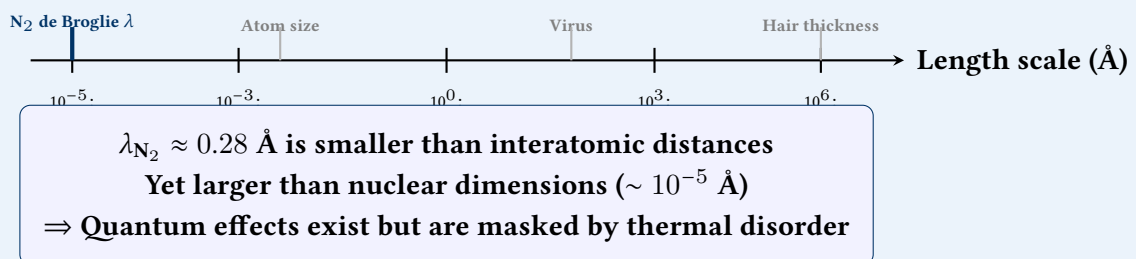 N₂ de Broglie λ Atom size Virus Hair thickness
Length scale (Å)
10⁻⁵. 10⁻³. 10⁰. 10³. 10⁶.
λ_N₂ ≈ 0.28 Å is smaller than interatomic distances
Yet larger than nuclear dimensions (∼ 10⁻⁵ Å)
⇒ Quantum effects exist but are masked by thermal disorder